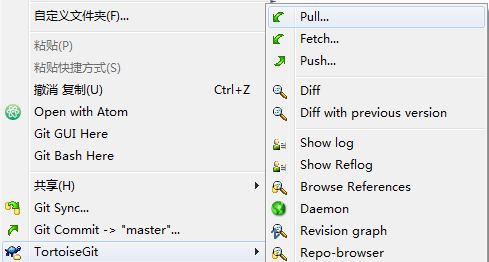 自定义文件夹(F)...
粘贴(P)
粘贴快捷方式(S)
撤消 复制(U) Ctrl+Z
Open with Atom
Git GUI Here
Git Bash Here
共享(H)
Git Sync...
Git Commit -> "master"...
TortoiseGit
Pull...
Fetch...
Push...
Diff
Diff with previous version
Show log
Show Reflog
Browse References
Daemon
Revision graph
Repo-browser